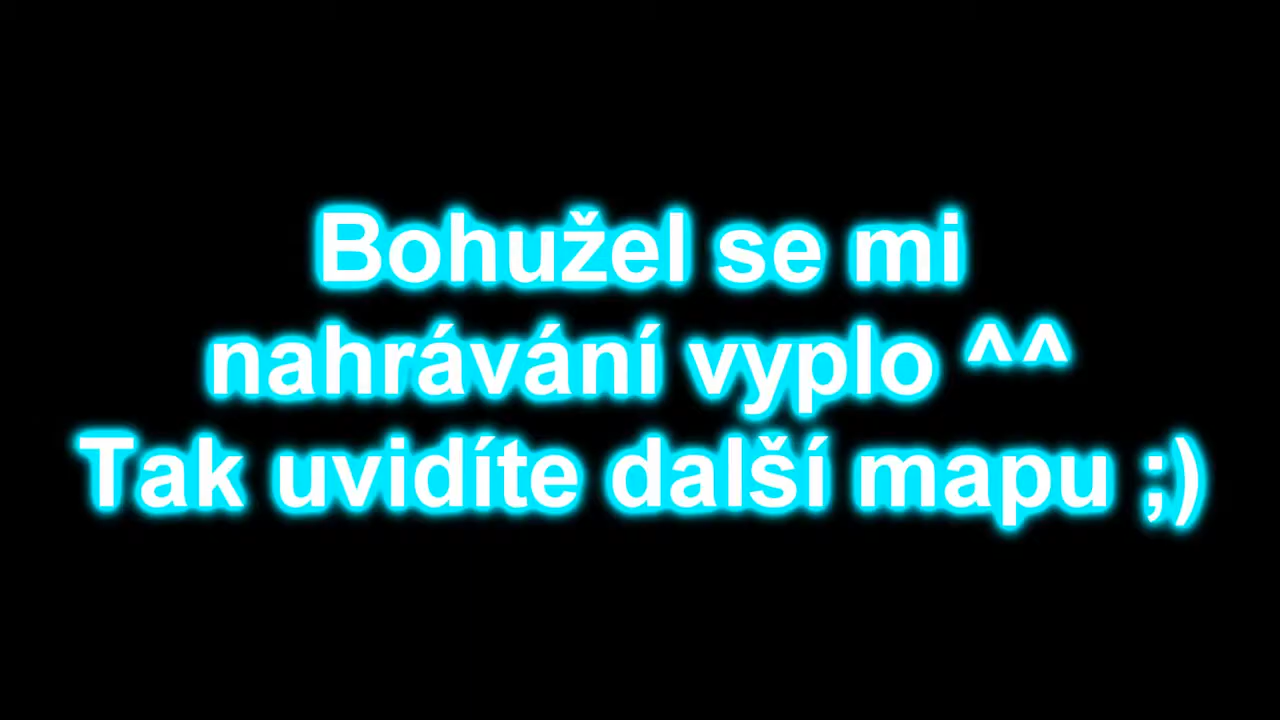 Bohužel se mi
nahrávání vyplo ^^
Tak uvidíte další mapu ;)